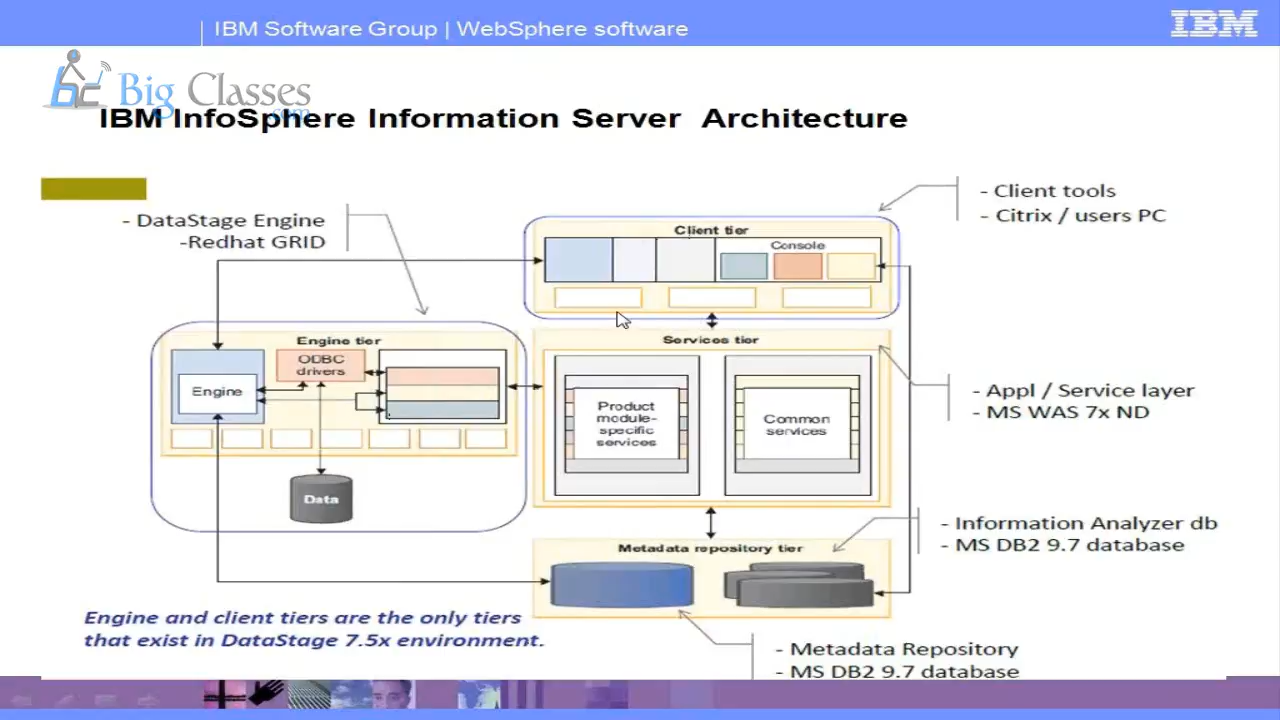 IBM Software Group | WebSphere software
IBM
Big Classes
.com
IBM InfoSphere Information Server Architecture
- DataStage Engine
-Redhat GRID
- Client tools
- Citrix / users PC
Client tier
Console
Engine tier
ODBC
drivers
Engine
Data
Services tier
Product
module-
specific
services
Common
services
- Appl / Service layer
- MS WAS 7x ND
Metadata repository tier
- Information Analyzer db
- MS DB2 9.7 database
Engine and client tiers are the only tiers
that exist in DataStage 7.5x environment.
- Metadata Repository
- MS DB2 9.7 database